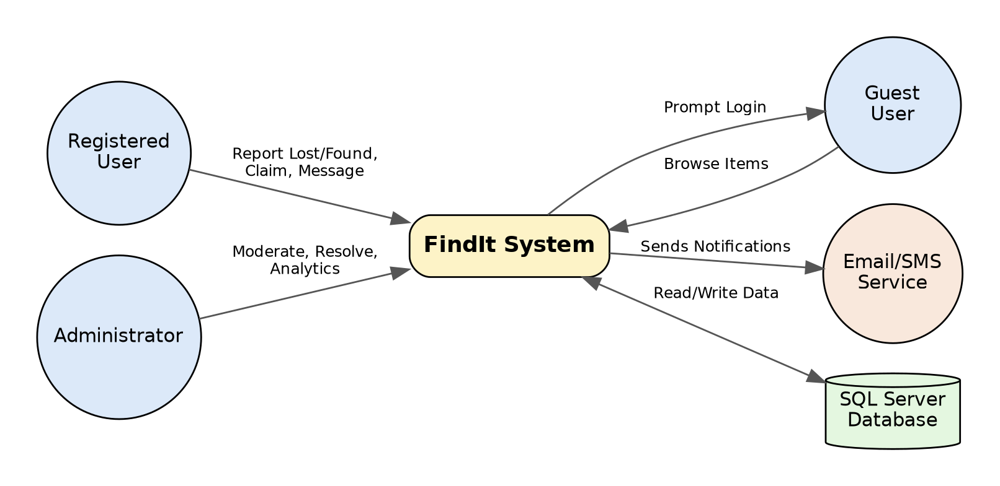 Registered
User
Report Lost/Found,
Claim, Message
Administrator
Moderate, Resolve,
Analytics
FindIt System
Prompt Login
Browse Items
Guest
User
Sends Notifications
Email/SMS
Service
Read/Write Data
SQL Server
Database